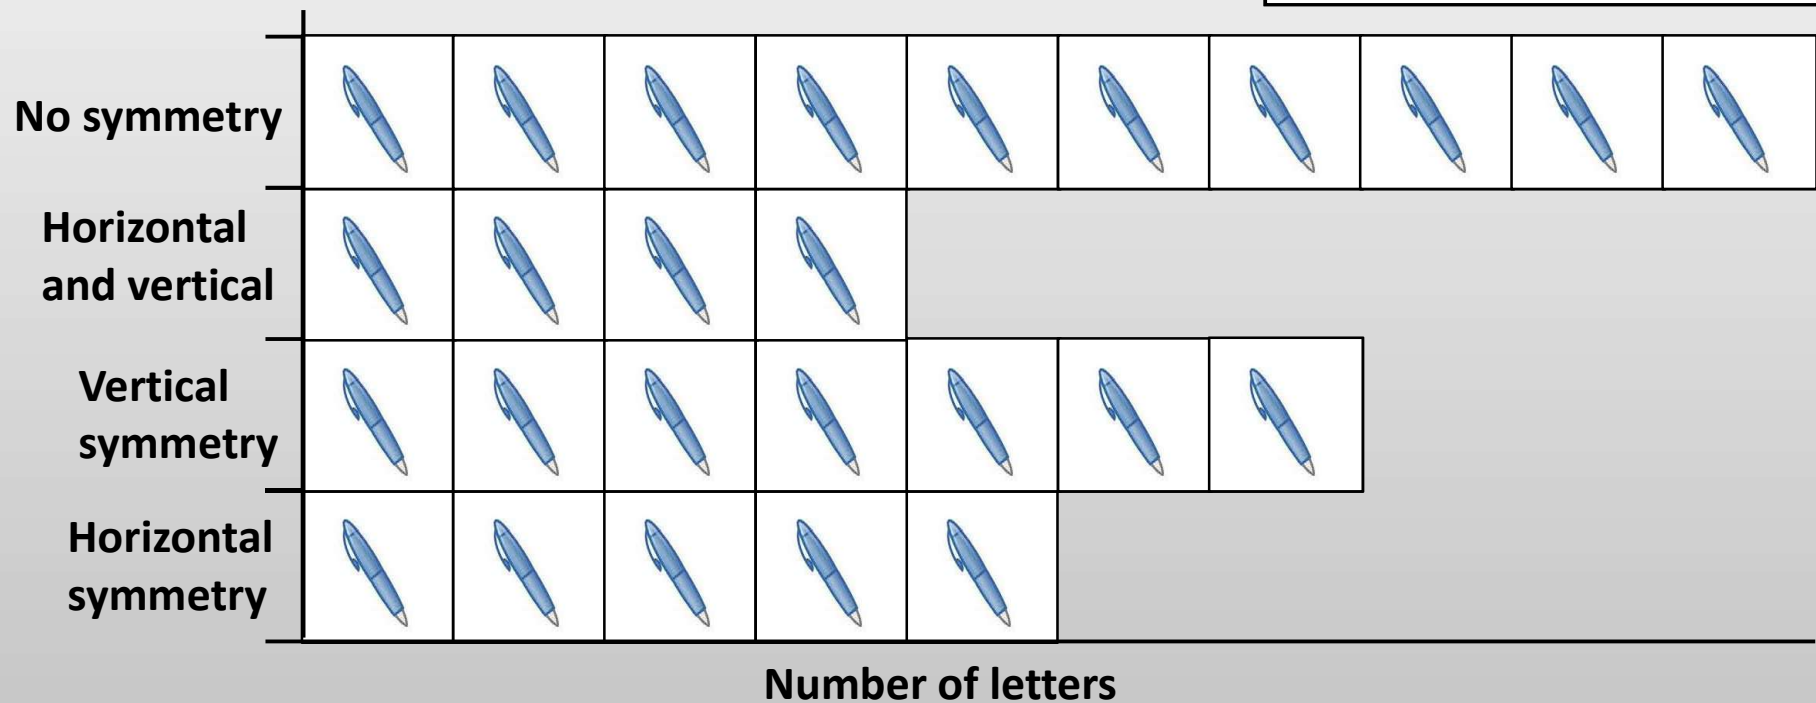 No symmetry
Horizontal
and vertical
Vertical
symmetry
Horizontal
symmetry
Number of letters